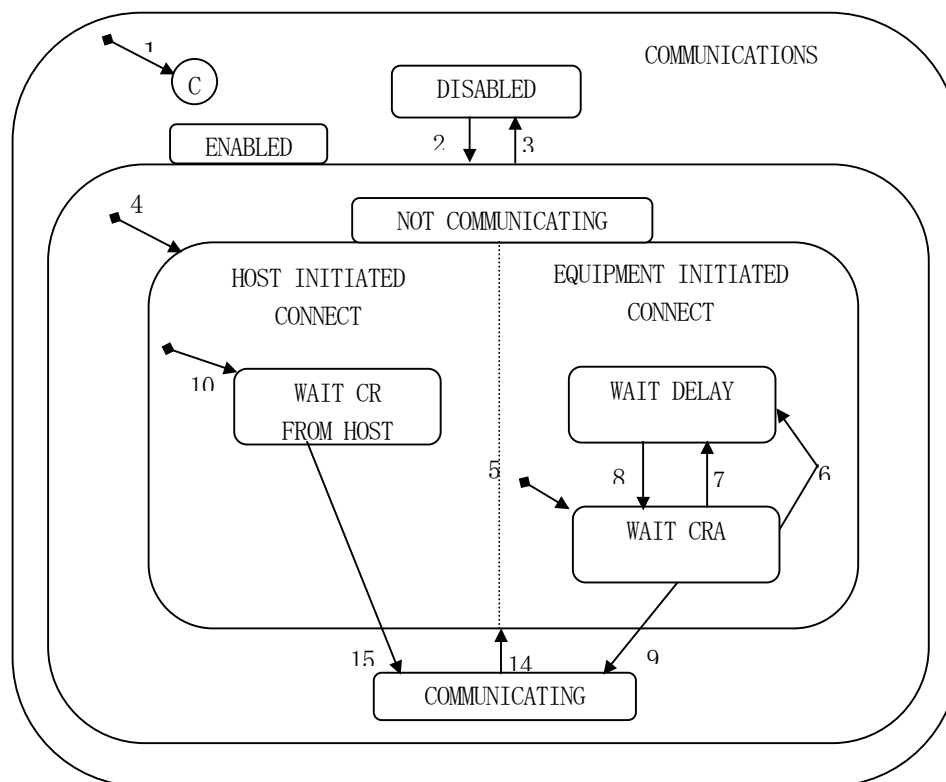 COMMUNICATIONS
1
C
DISABLED
2
3
ENABLED
4
NOT COMMUNICATING
HOST INITIATED
CONNECT
EQUIPMENT INITIATED
CONNECT
10
WAIT CR
FROM HOST
WAIT DELAY
5
8
7
6
WAIT CRA
15
14
9
COMMUNICATING